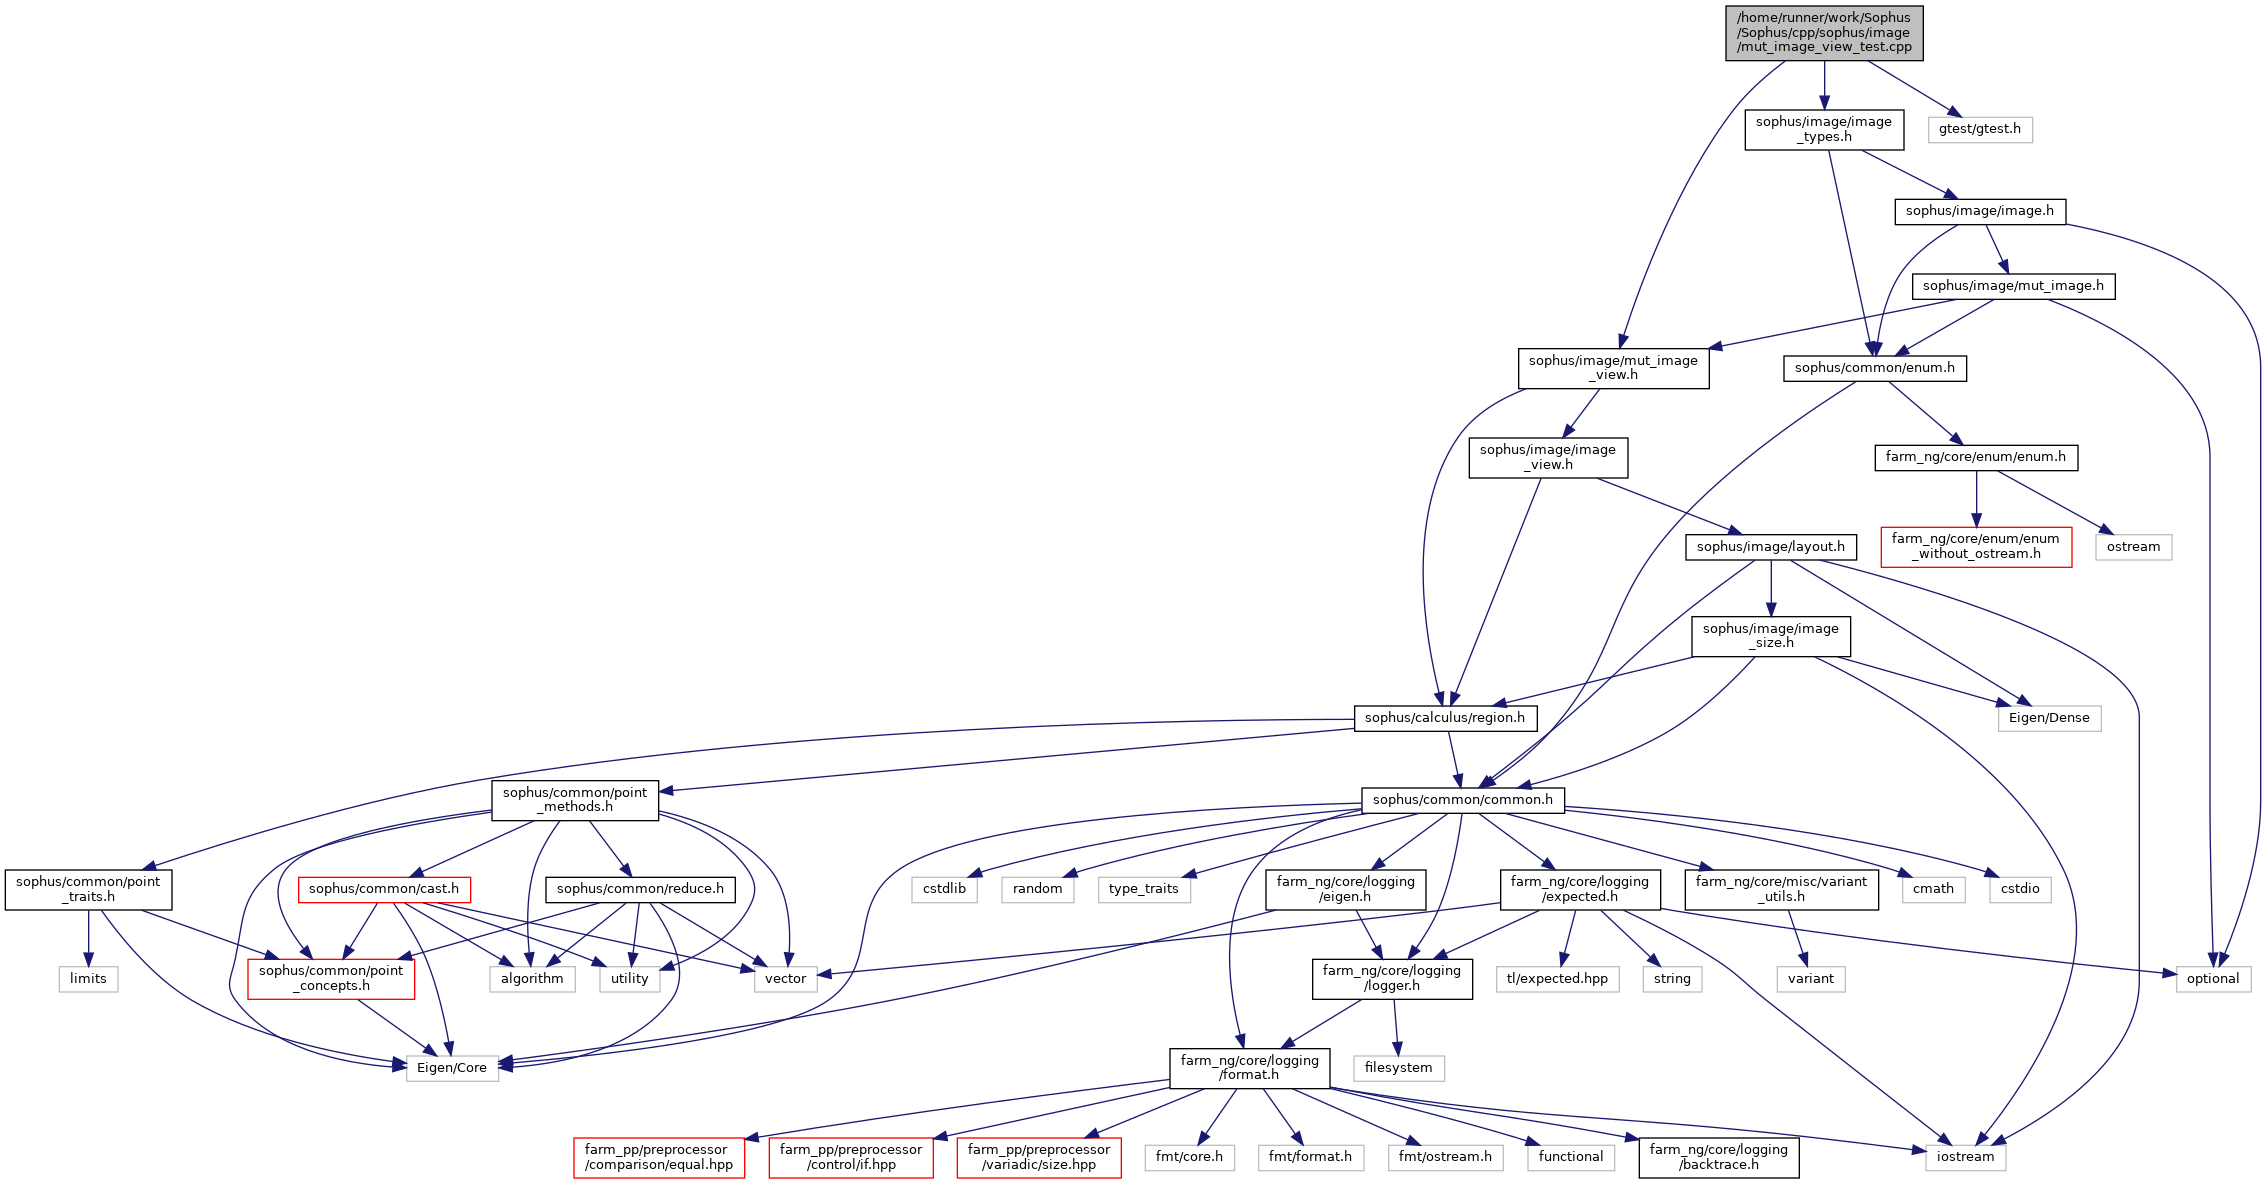 /home/runner/work/Sophus
/Sophus/cpp/sophus/image
/mut_image_view_test.cpp
sophus/image/image
_types.h
gtest/gtest.h
sophus/image/image.h
sophus/image/mut_image.h
sophus/image/mut_image
_view.h
sophus/common/enum.h
sophus/image/image
_view.h
farm_ng/core/enum/enum.h
sophus/image/layout.h
farm_ng/core/enum/enum
_without_ostream.h
ostream
sophus/image/image
_size.h
sophus/calculus/region.h
Eigen/Dense
sophus/common/point
_methods.h
sophus/common/common.h
sophus/common/point
_traits.h
sophus/common/cast.h
sophus/common/reduce.h
cstdlib
random
type_traits
farm_ng/core/logging
/eigen.h
farm_ng/core/logging
/expected.h
farm_ng/core/misc/variant
_utils.h
cmath
cstdio
limits
sophus/common/point
_concepts.h
algorithm
utility
vector
farm_ng/core/logging
/logger.h
tl/expected.hpp
string
variant
optional
Eigen/Core
farm_ng/core/logging
/format.h
filesystem
farm_pp/preprocessor
/comparison/equal.hpp
farm_pp/preprocessor
/control/if.hpp
farm_pp/preprocessor
/variadic/size.hpp
fmt/core.h
fmt/format.h
fmt/ostream.h
functional
farm_ng/core/logging
/backtrace.h
iostream